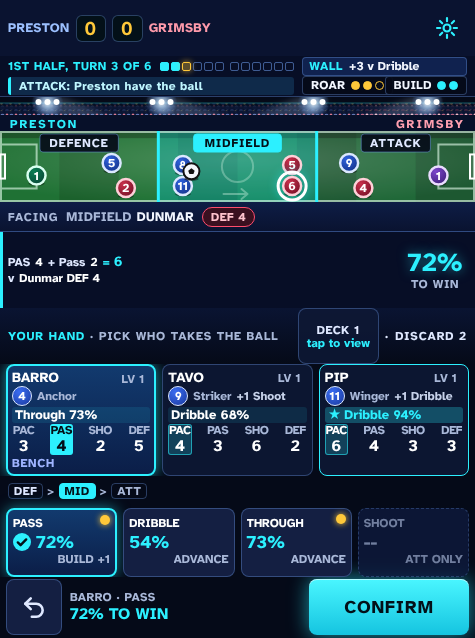 PRESTON 0 0 GRIMSBY
1ST HALF, TURN 3 OF 6
WALL +3 v Dribble
ATTACK: Preston have the ball
ROAR BUILD
PRESTON GRIMSBY
DEFENCE MIDFIELD ATTACK
1 5 2 8 11 5 6 9 4 1
FACING MIDFIELD DUNMAR DEF 4
PAS 4 + Pass 2 = 6
v Dunmar DEF 4
72%
TO WIN
YOUR HAND · PICK WHO TAKES THE BALL
DECK 1
tap to view
· DISCARD 2
BARRO LV 1
4 Anchor
Through 73%
PAC PAS SHO DEF
3 4 2 5
BENCH
TAVO LV 1
9 Striker +1 Shoot
Dribble 68%
PAC PAS SHO DEF
4 3 6 2
PIP LV 1
11 Winger +1 Dribble
★ Dribble 94%
PAC PAS SHO DEF
6 4 3 3
DEF > MID > ATT
PASS
72%
BUILD +1
DRIBBLE
54%
ADVANCE
THROUGH
73%
ADVANCE
SHOOT
--
ATT ONLY
BARRO · PASS
72% TO WIN
CONFIRM